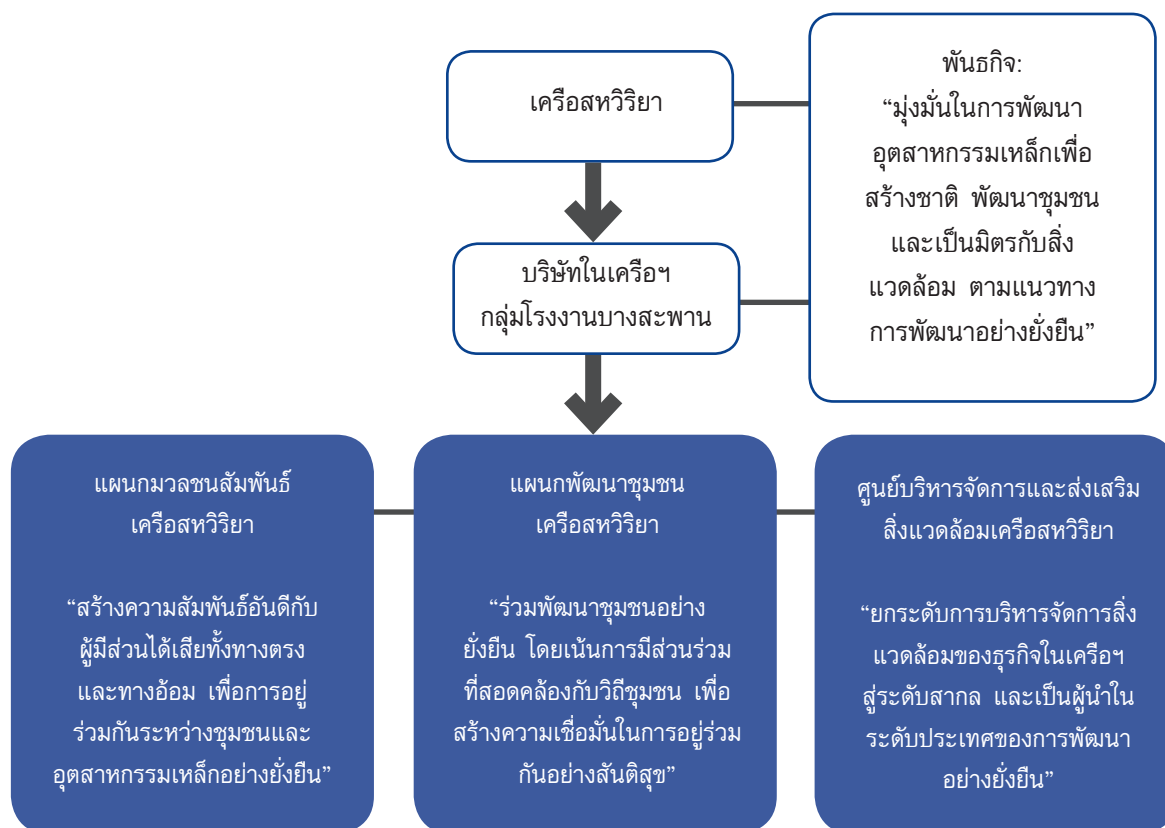 เครือสหวิริยา
พันธกิจ:
“มุ่งมั่นในการพัฒนา
อุตสาหกรรมเหล็กเพื่อ
สร้างชาติ พัฒนาชุมชน
และเป็นมิตรกับสิ่ง
แวดล้อม ตามแนวทาง
การพัฒนาอย่างยั่งยืน”
บริษัทในเครือฯ
กลุ่มโรงงานบางสะพาน
แผนกมวลชนสัมพันธ์
เครือสหวิริยา
“สร้างความสัมพันธ์อันดีกับ
ผู้มีส่วนได้เสียทั้งทางตรง
และทางอ้อม เพื่อการอยู่
ร่วมกันระหว่างชุมชนและ
อุตสาหกรรมเหล็กอย่างยั่งยืน”
แผนกพัฒนาชุมชน
เครือสหวิริยา
“ร่วมพัฒนาชุมชนอย่าง
ยั่งยืน โดยเน้นการมีส่วนร่วม
ที่สอดคล้องกับวิถีชุมชน เพื่อ
สร้างความเชื่อมั่นในการอยู่ร่วม
กันอย่างสันติสุข”
ศูนย์บริหารจัดการและส่งเสริม
สิ่งแวดล้อมเครือสหวิริยา
“ยกระดับการบริหารจัดการสิ่ง
แวดล้อมของธุรกิจในเครือฯ
สู่ระดับสากล และเป็นผู้นำใน
ระดับประเทศของการพัฒนา
อย่างยั่งยืน”